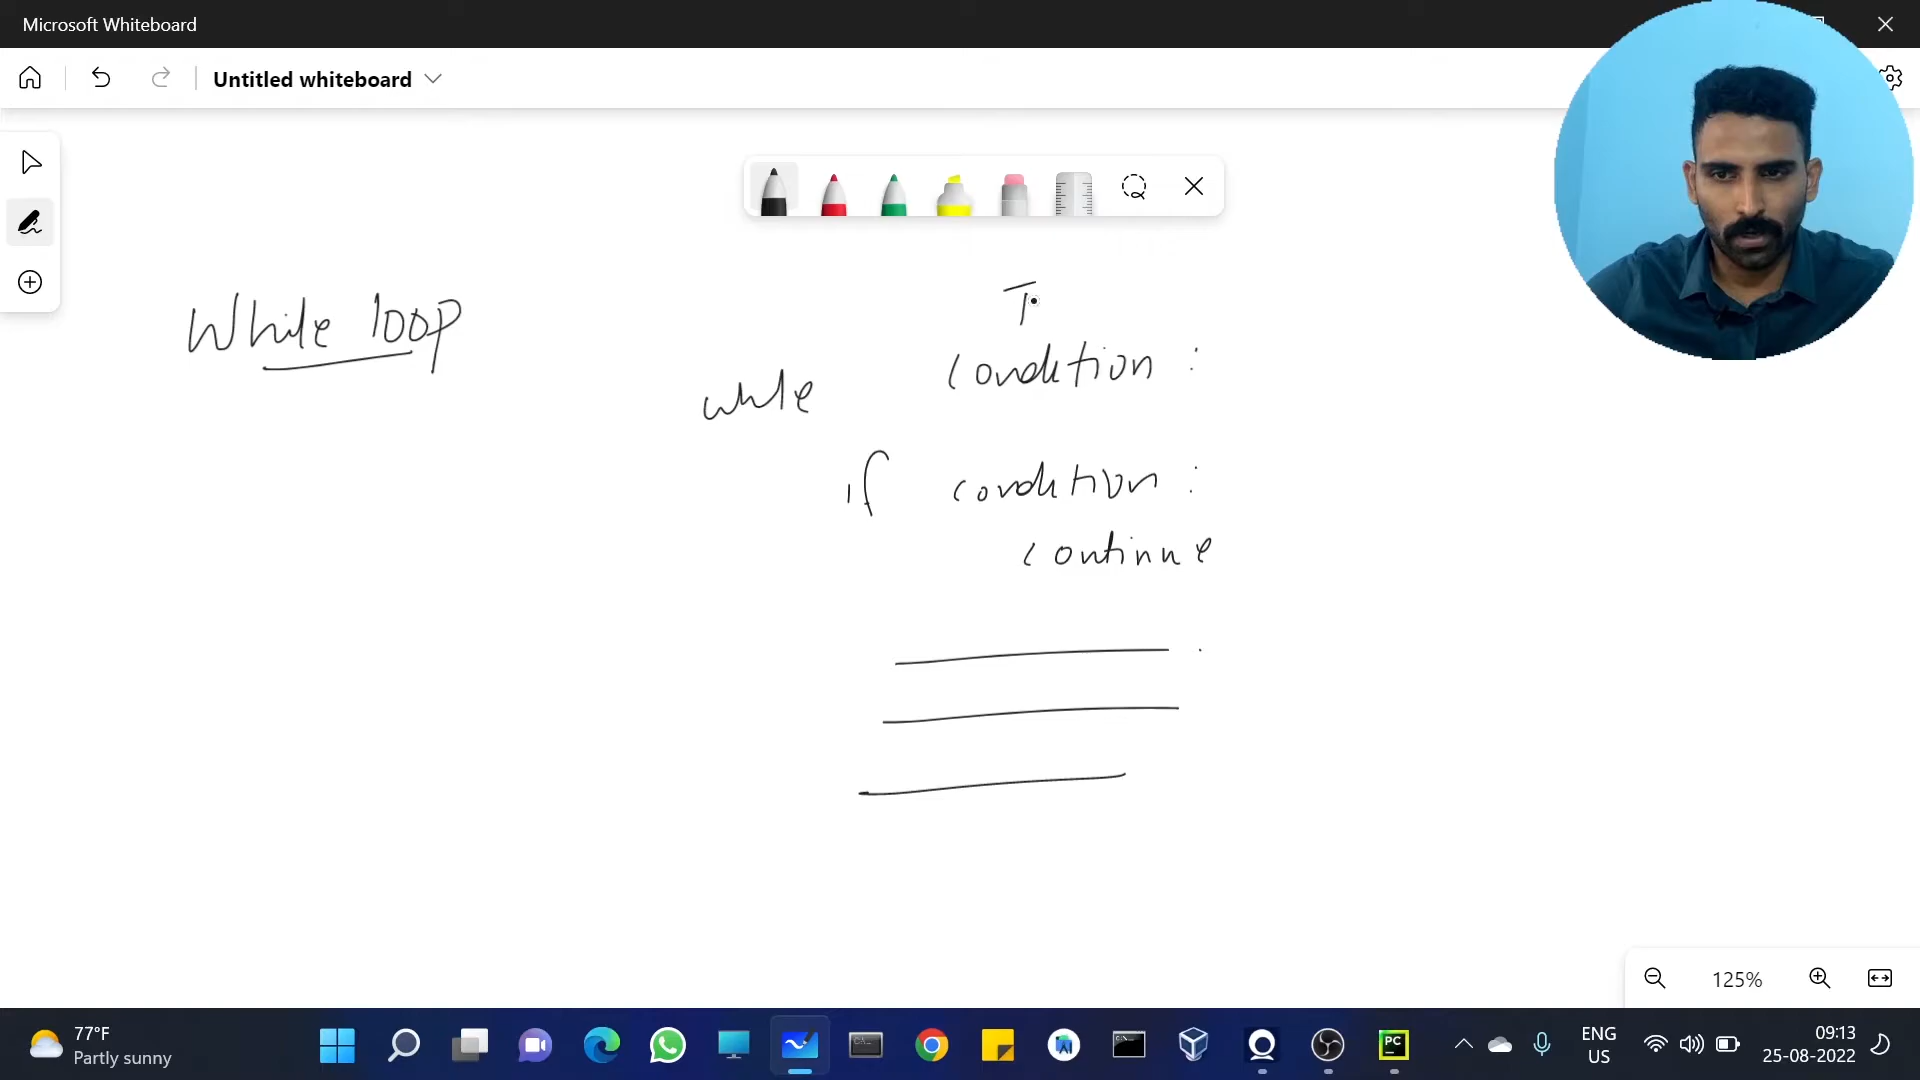 Microsoft Whiteboard
Untitled whiteboard
T
While loop
while condition :
if condition :
continue
125%
77°F
Partly sunny
PC
ENG
US
09:13
25-08-2022